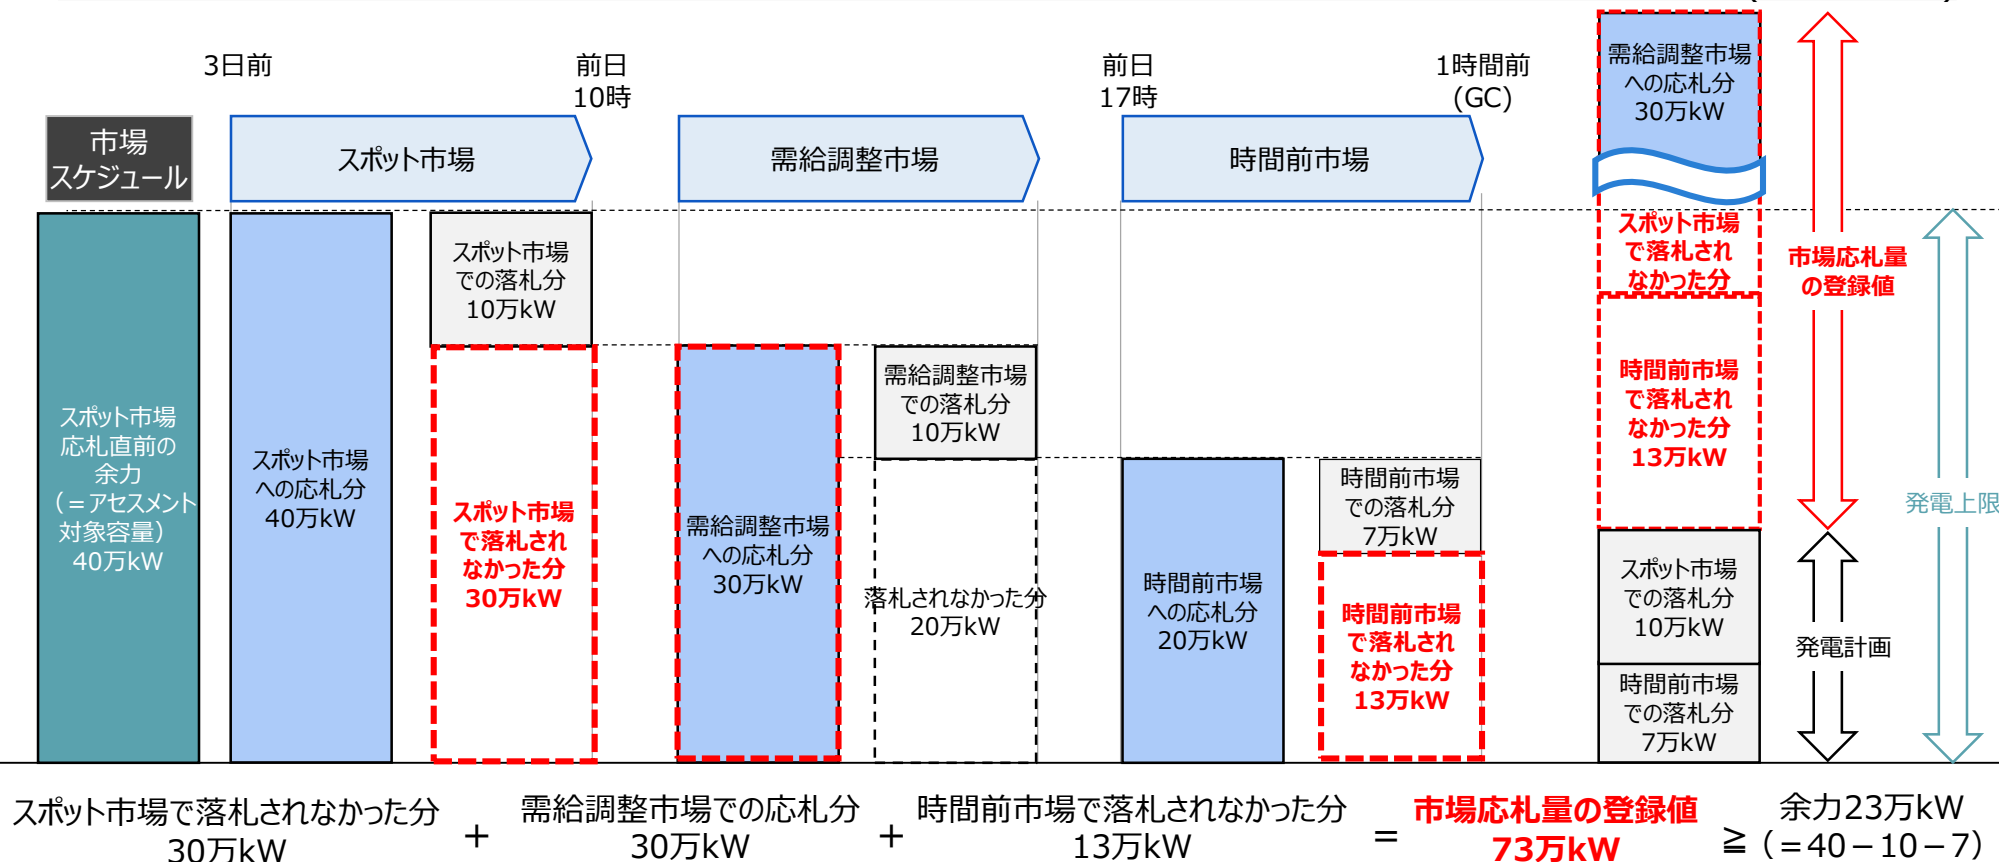 3日前
前日
10時
前日
17時
1時間前
(GC)
市場
スケジュール
スポット市場
需給調整市場
時間前市場
スポット市場
応札直前の
余力
(=アセスメント
対象容量)
40万kW
スポット市場
への応札分
40万kW
スポット市場
での落札分
10万kW
スポット市場
で落札され
なかった分
30万kW
需給調整市場
への応札分
30万kW
需給調整市場
での落札分
10万kW
落札されなかった分
20万kW
時間前市場
への応札分
20万kW
時間前市場
での落札分
7万kW
時間前市場
で落札され
なかった分
13万kW
需給調整市場
への応札分
30万kW
スポット市場
で落札され
なかった分
時間前市場
で落札され
なかった分
13万kW
スポット市場
での落札分
10万kW
時間前市場
での落札分
7万kW
市場応札量
の登録値
発電計画
発電上限
スポット市場で落札されなかった分
30万kW
+
需給調整市場での応札分
30万kW
+
時間前市場で落札されなかった分
13万kW
=
市場応札量の登録値
73万kW
≧
余力23万kW
(=40-10-7)